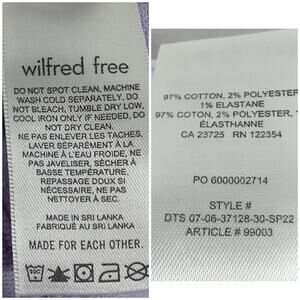 wilfred free
DO NOT SPOT CLEAN, MACHINE
WASH COLD SEPARATELY, DO
NOT BLEACH, TUMBLE DRY LOW,
COOL IRON ONLY IF NEEDED, DO
NOT DRY CLEAN.
NE PAS ENLEVER LES TACHES,
LAVER SÉPARÉMENT À LA
MACHINE À L'EAU FROIDE, NE
PAS JAVELISER, SÉCHER À
BASSE TEMPÉRATURE,
REPASSAGE DOUX SI
NÉCESSAIRE, NE PAS
NETTOYER À SEC.
MADE IN SRI LANKA
FABRIQUÉ AU SRI LANKA
MADE FOR EACH OTHER.
97% COTTON, 2% POLYESTER
1% ELASTANE
97% COTTON, 2% POLYESTER,
ÉLASTHANNE
CA 23725 RN 122354
PO 6000002714
STYLE #
DTS 07-06-37128-30-SP22
ARTICLE # 99003